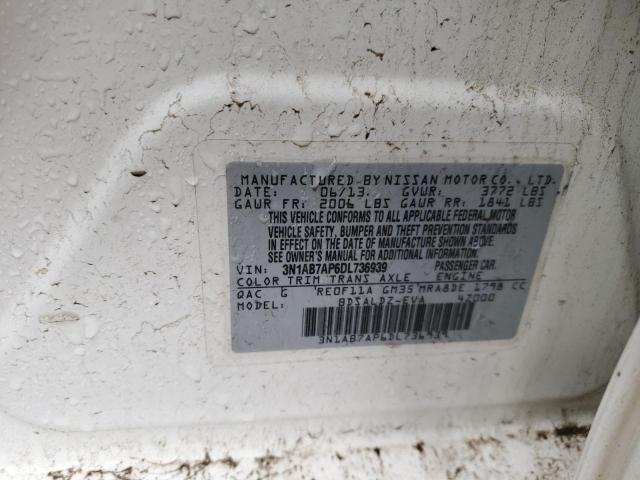 MANUFACTURED BY NISSAN MOTOR CO., LTD.
DATE: 06/13 GVWR: 3772 LBS
GAWR FR: 2006 LBS GAWR RR: 1841 LBS
THIS VEHICLE CONFORMS TO ALL APPLICABLE FEDERAL MOTOR
VEHICLE SAFETY, BUMPER AND THEFT PREVENTION STANDARDS
IN EFFECT ON THE DATE OF MANUFACTURE SHOWN ABOVE.
SEE OWNER'S MANUAL FOR ADDITIONAL INFORMATION.
VIN: 3N1AB7AP6DL736939 PASSENGER CAR
COLOR TRIM TRANS AXLE ENGINE
QAC G RE0F11A GM35 MRA8DE 1798 CC
MODEL: BDSALDZ-EVA 47000
3N1AB7AP6DL736939